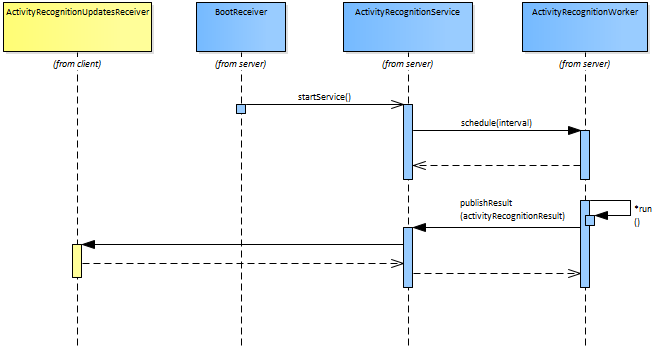 ActivityRecognitionUpdatesReceiver
BootReceiver
ActivityRecognitionService
ActivityRecognitionWorker
(from client)
(from server)
(from server)
(from server)
startService()
schedule(interval)
publishResult
(activityRecognitionResult)
*run
()